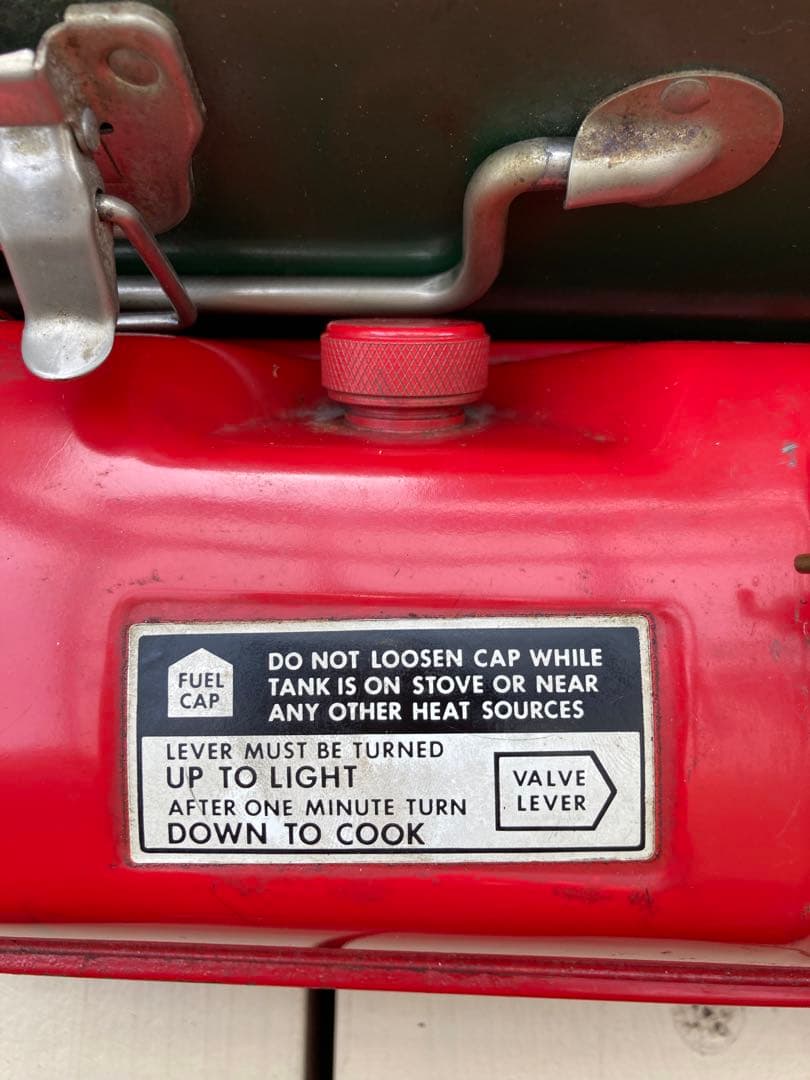 FUEL
CAP
DO NOT LOOSEN CAP WHILE
TANK IS ON STOVE OR NEAR
ANY OTHER HEAT SOURCES
LEVER MUST BE TURNED
UP TO LIGHT
AFTER ONE MINUTE TURN
DOWN TO COOK
VALVE
LEVER